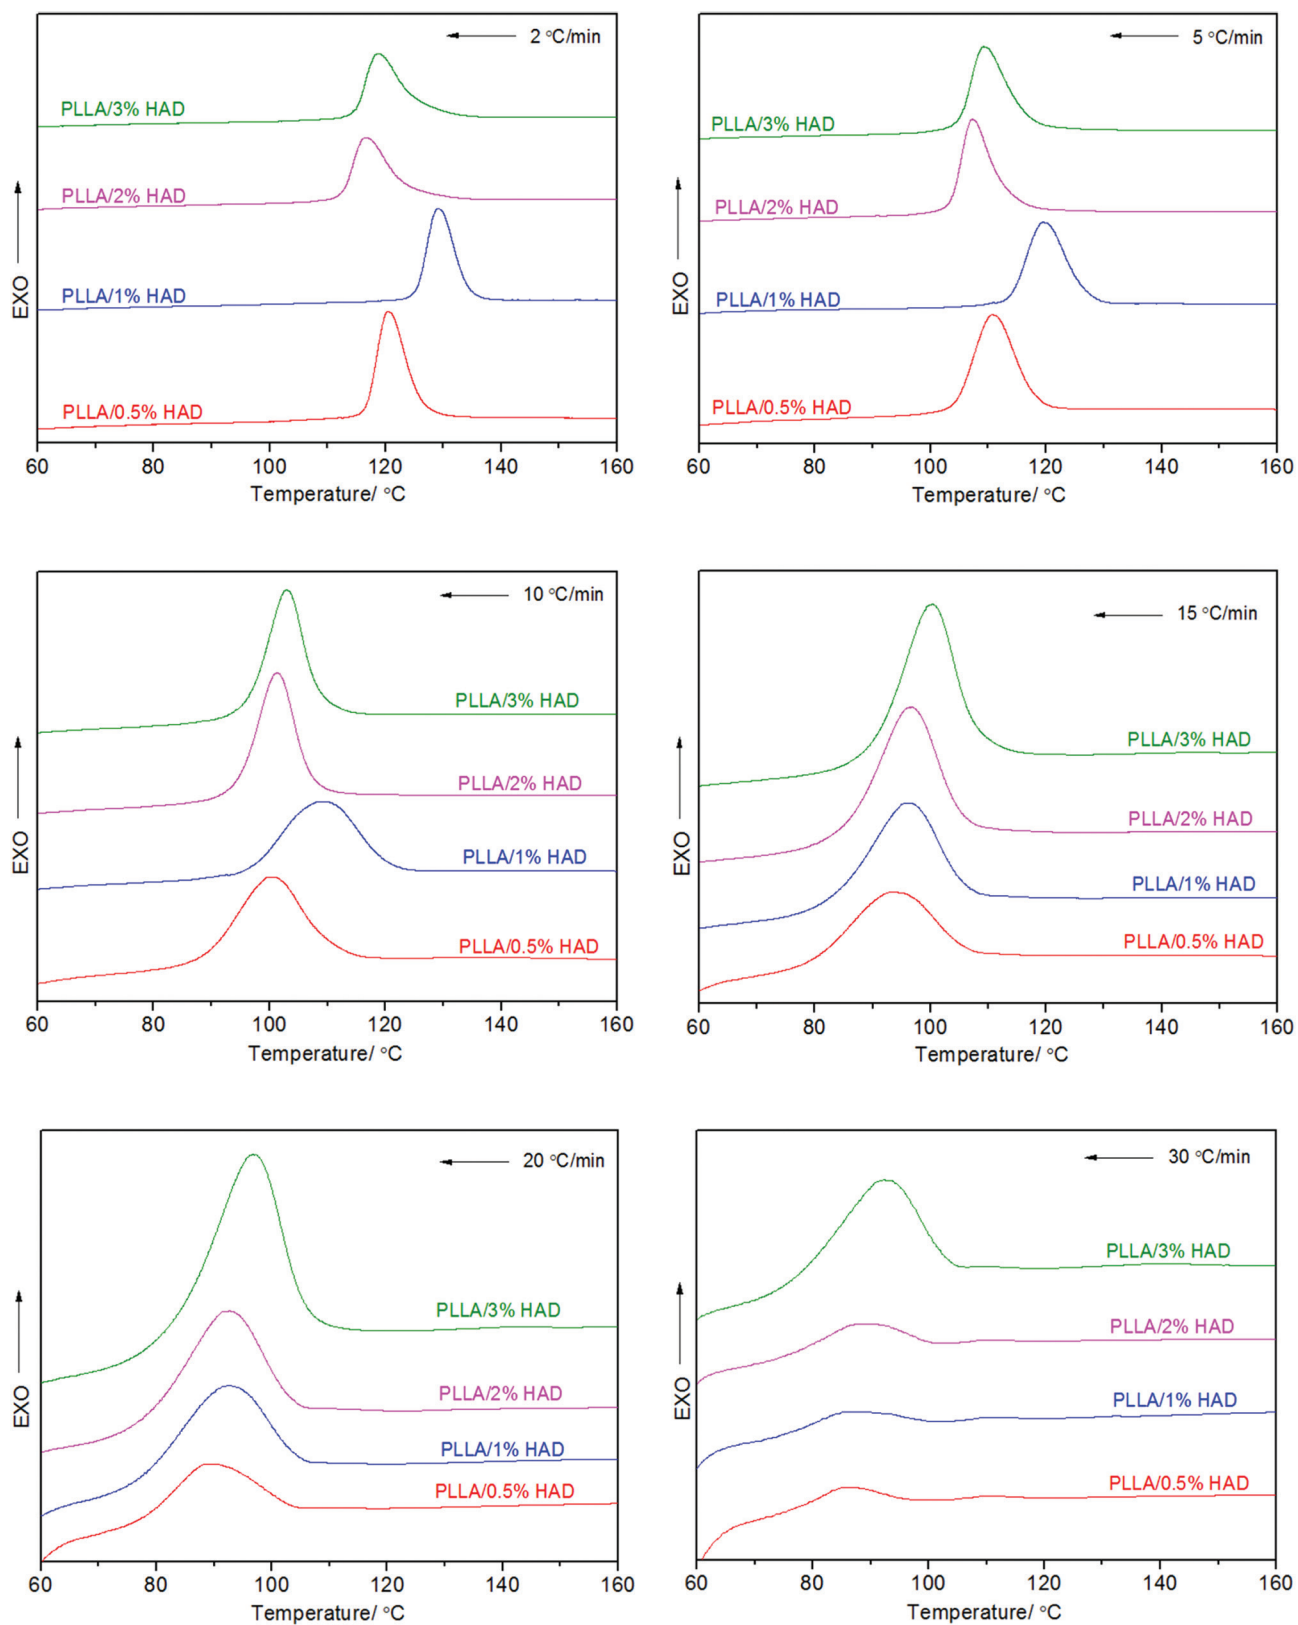 2 °C/min
PLLA/3% HAD
PLLA/2% HAD
PLLA/1% HAD
PLLA/0.5% HAD
EXO
60 80 100 120 140 160
Temperature/ °C
5 °C/min
PLLA/3% HAD
PLLA/2% HAD
PLLA/1% HAD
PLLA/0.5% HAD
EXO
60 80 100 120 140 160
Temperature/ °C
10 °C/min
PLLA/3% HAD
PLLA/2% HAD
PLLA/1% HAD
PLLA/0.5% HAD
EXO
60 80 100 120 140 160
Temperature/ °C
15 °C/min
PLLA/3% HAD
PLLA/2% HAD
PLLA/1% HAD
PLLA/0.5% HAD
EXO
60 80 100 120 140 160
Temperature/ °C
20 °C/min
PLLA/3% HAD
PLLA/2% HAD
PLLA/1% HAD
PLLA/0.5% HAD
EXO
60 80 100 120 140 160
Temperature/ °C
30 °C/min
PLLA/3% HAD
PLLA/2% HAD
PLLA/1% HAD
PLLA/0.5% HAD
EXO
60 80 100 120 140 160
Temperature/ °C